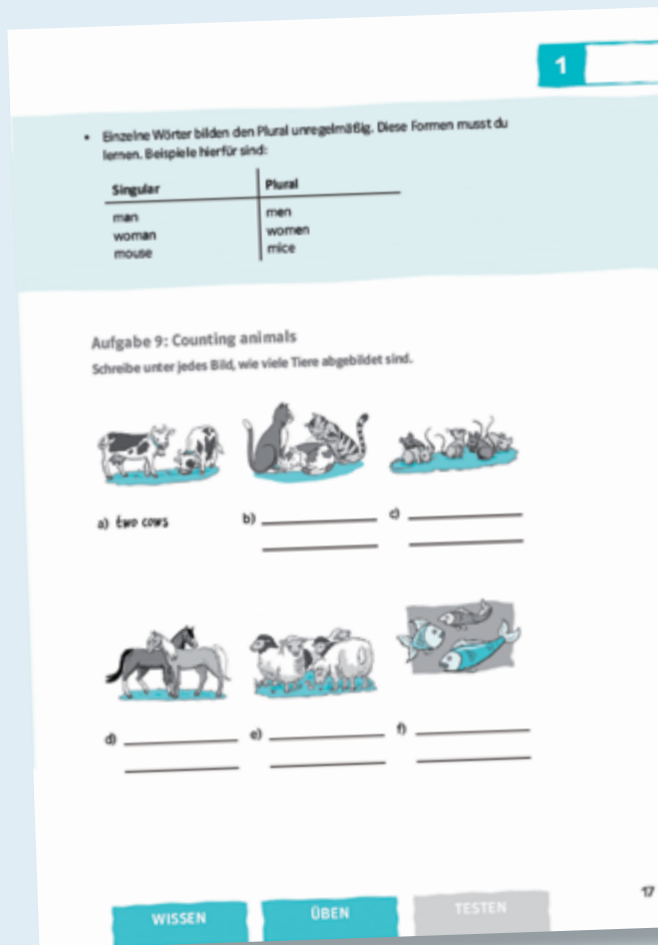 1
• Einzelne Wörter bilden den Plural unregelmäßig. Diese Formen musst du
lernen. Beispiele hierfür sind:
Singular Plural
man men
woman women
mouse mice
Aufgabe 9: Counting animals
Schreibe unter jedes Bild, wie viele Tiere abgebildet sind.
a) two cows b) c)
d) e) f)
17
WISSEN ÜBEN TESTEN